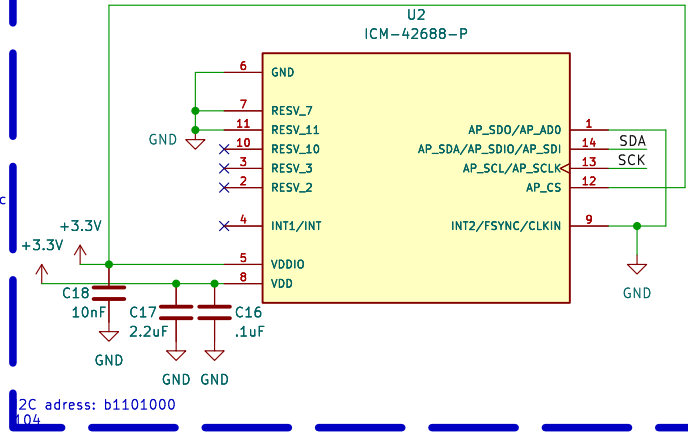 U2
ICM-42688-P
6 GND
7 RESV_7
11 RESV_11
GND
10 RESV_10
3 RESV_3
2 RESV_2
4 INT1/INT
5 VDDIO
8 VDD
AP_SDO/AP_AD0 1
AP_SDA/AP_SDIO/AP_SDI 14 SDA
AP_SCL/AP_SCLK 13 SCK
AP_CS 12
INT2/FSYNC/CLKIN 9
GND
c
+3.3V
+3.3V
C18
10nF
GND
C17
2.2uF
GND
C16
.1uF
GND
2C adress: b1101000
104